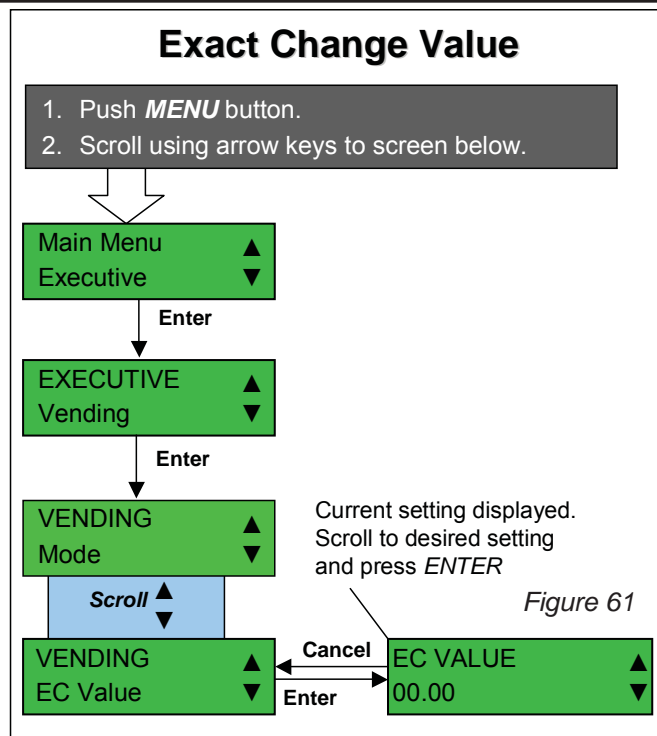 Exact Change Value
1. Push MENU button.
2. Scroll using arrow keys to screen below.
Main Menu ▲
Executive ▼
Enter
EXECUTIVE ▲
Vending ▼
Enter
VENDING ▲
Mode ▼
Current setting displayed.
Scroll to desired setting
and press ENTER
Scroll ▲
▼
Figure 61
VENDING ▲
EC Value ▼
Cancel
Enter
EC VALUE ▲
00.00 ▼